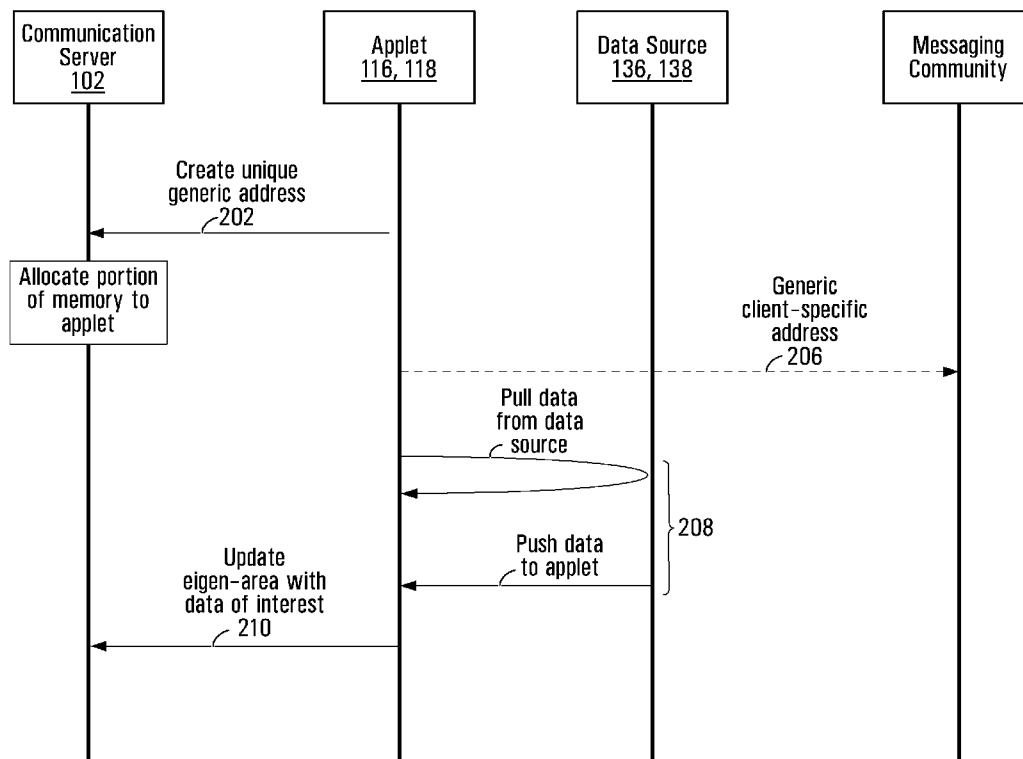 Communication
Server
102
Applet
116, 118
Data Source
136, 138
Messaging
Community
Create unique
generic address
202
Allocate portion
of memory to
applet
Generic
client-specific
address
206
Pull data
from data
source
208
Push data
to applet
Update
eigen-area with
data of interest
210